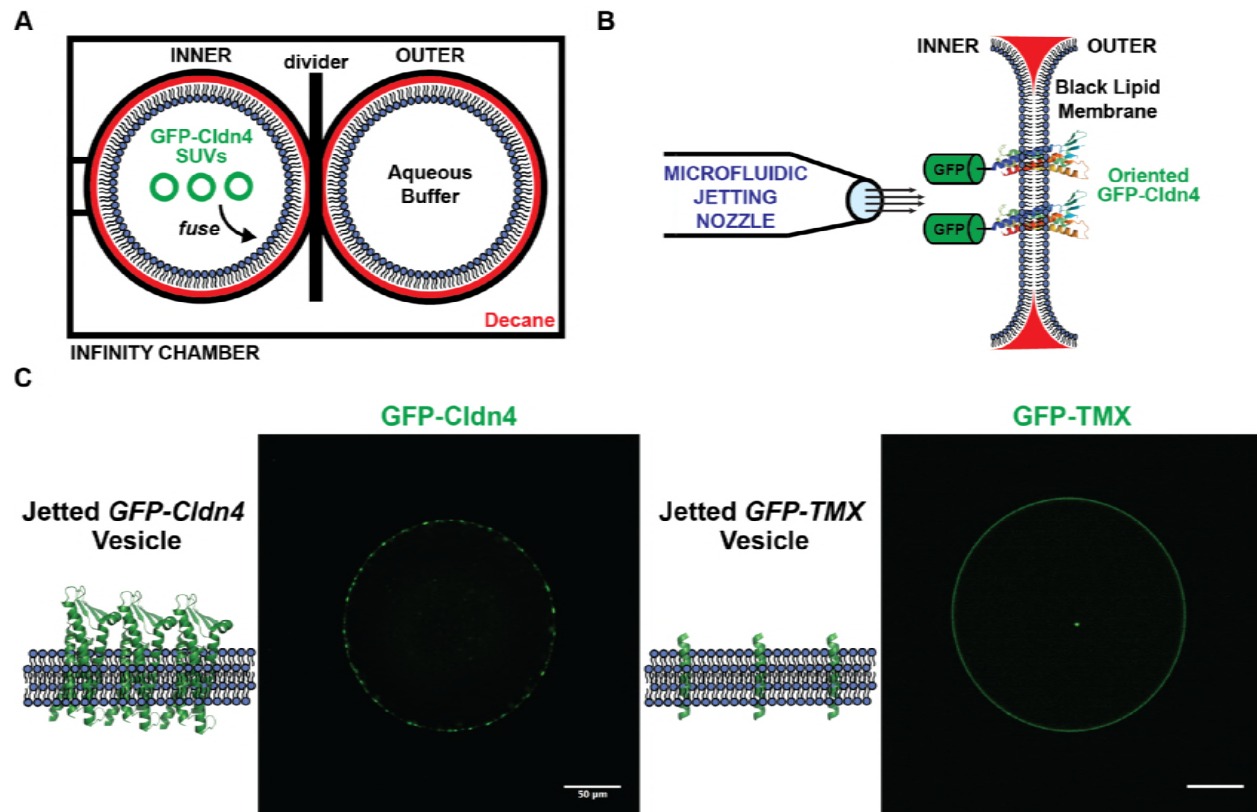 A
INNER
divider
OUTER
GFP-Cldn4
SUVs
fuse
Aqueous
Buffer
Decane
INFINITY CHAMBER
B
INNER
OUTER
Black Lipid
Membrane
MICROFLUIDIC
JETTING
NOZZLE
GFP
GFP
Oriented
GFP-Cldn4
C
GFP-Cldn4
Jetted GFP-Cldn4
Vesicle
50 µm
GFP-TMX
Jetted GFP-TMX
Vesicle